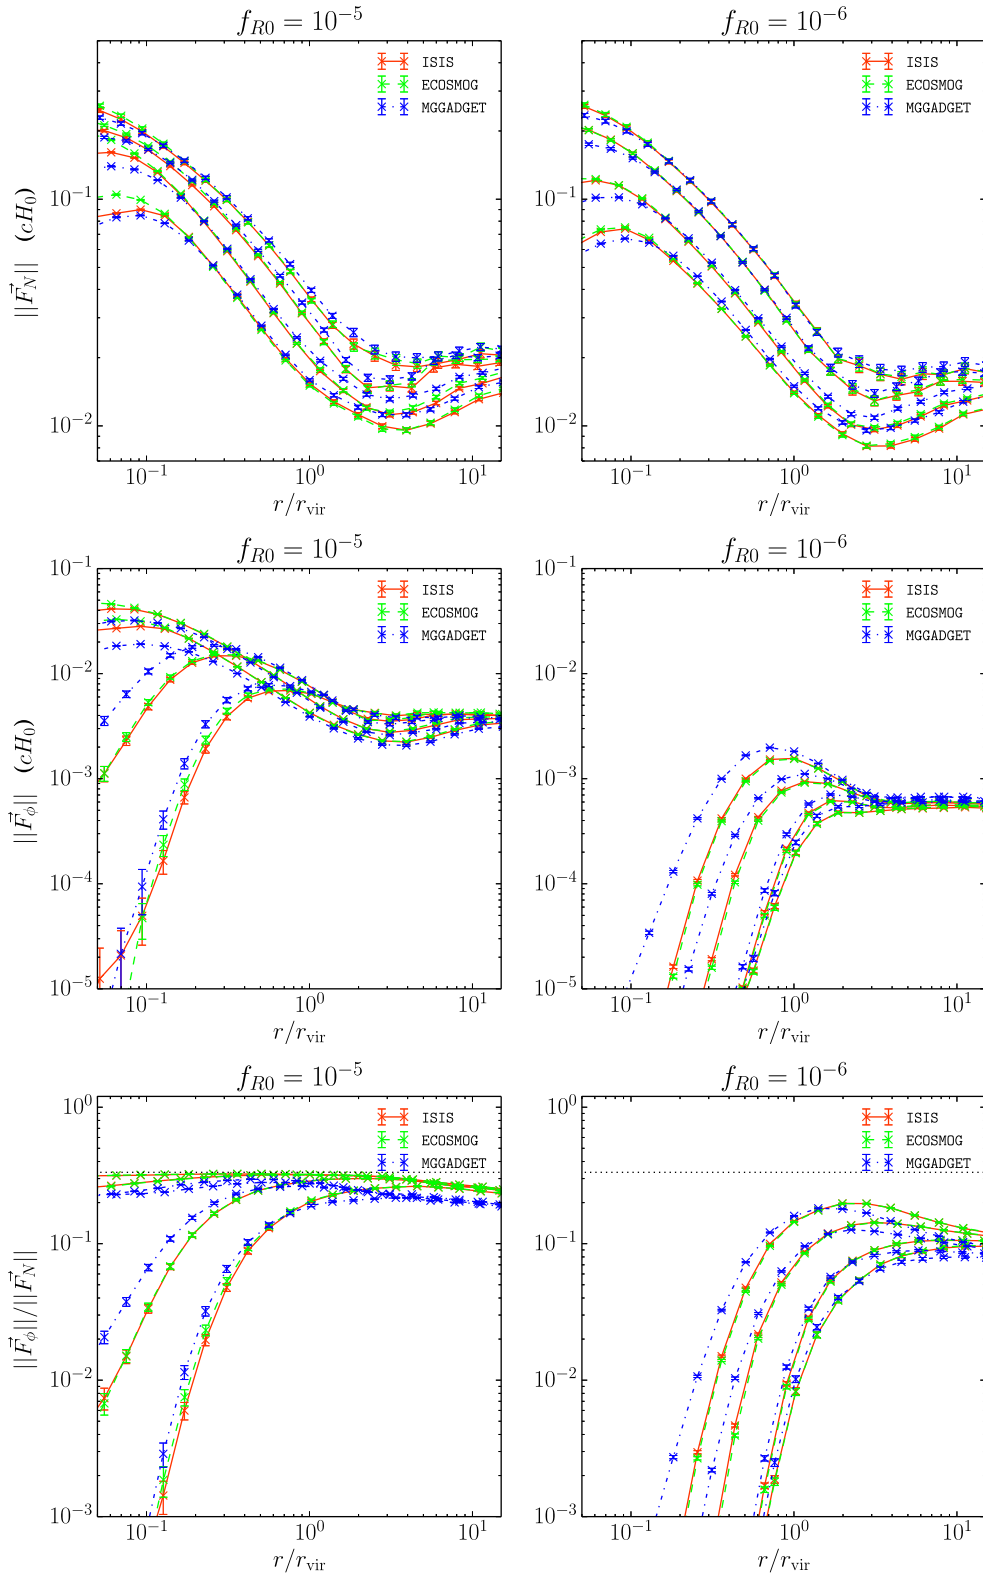 f_{R0} = 10^{-5}
f_{R0} = 10^{-6}
||\vec{F}_N|| (cH_0)
10^{-1}
10^{-2}
ISIS
ECOSMOG
MGGADGET
ISIS
ECOSMOG
MGGADGET
10^{-1}
10^{-2}
10^{-1} 10^0 10^1
r/r_{vir}
10^{-1} 10^0 10^1
r/r_{vir}
f_{R0} = 10^{-5}
f_{R0} = 10^{-6}
||\vec{F}_\phi|| (cH_0)
10^{-1}
10^{-2}
10^{-3}
10^{-4}
10^{-5}
ISIS
ECOSMOG
MGGADGET
10^{-1}
10^{-2}
10^{-3}
10^{-4}
10^{-5}
ISIS
ECOSMOG
MGGADGET
10^{-1} 10^0 10^1
r/r_{vir}
10^{-1} 10^0 10^1
r/r_{vir}
f_{R0} = 10^{-5}
f_{R0} = 10^{-6}
||\vec{F}_\phi||/||\vec{F}_N||
10^0
10^{-1}
10^{-2}
10^{-3}
ISIS
ECOSMOG
MGGADGET
10^0
10^{-1}
10^{-2}
10^{-3}
ISIS
ECOSMOG
MGGADGET
10^{-1} 10^0 10^1
r/r_{vir}
10^{-1} 10^0 10^1
r/r_{vir}